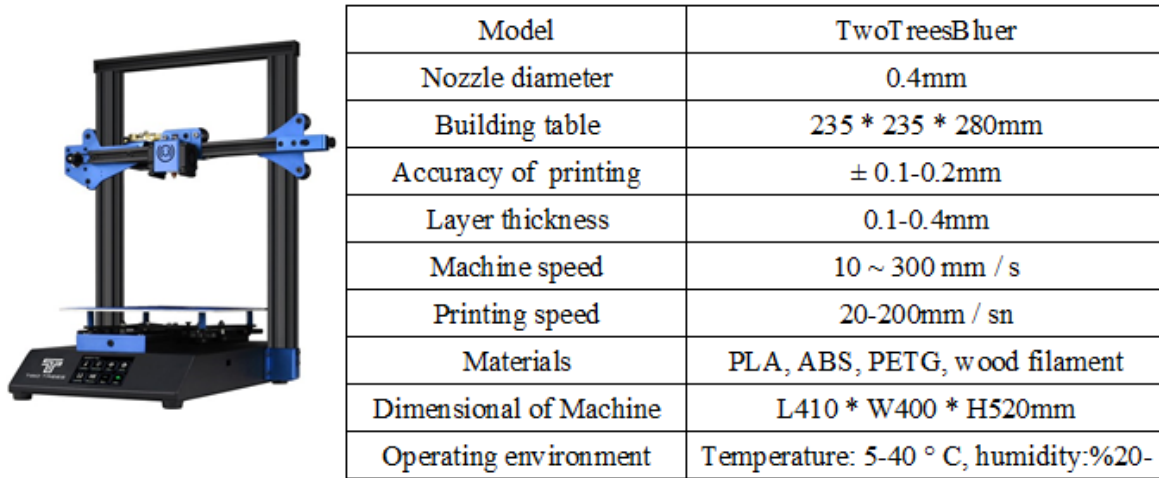 Model TwoTreesBluer
Nozzle diameter 0.4mm
Building table 235 * 235 * 280mm
Accuracy of printing ± 0.1-0.2mm
Layer thickness 0.1-0.4mm
Machine speed 10 ~ 300 mm / s
Printing speed 20-200mm / sn
Materials PLA, ABS, PETG, wood filament
Dimensional of Machine L410 * W400 * H520mm
Operating environment Temperature: 5-40 ° C, humidity:%20-
TWO TREES